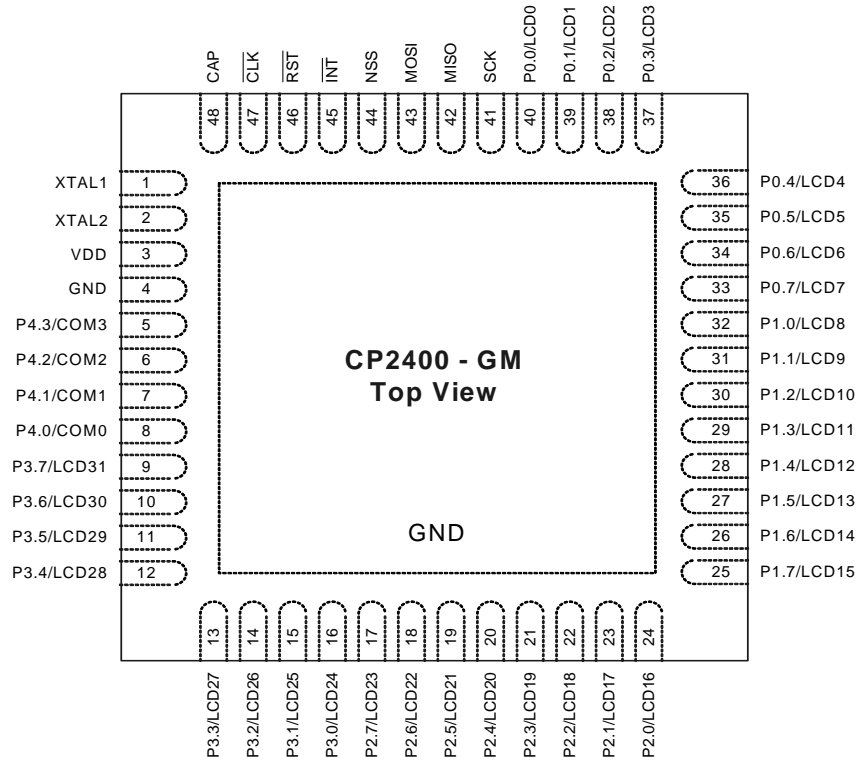 CAP
CLK
RST
INT
NSS
MOSI
MISO
SCK
P0.0/LCD0
P0.1/LCD1
P0.2/LCD2
P0.3/LCD3
48
47
46
45
44
43
42
41
40
39
38
37
XTAL1 1
XTAL2 2
VDD 3
GND 4
P4.3/COM3 5
P4.2/COM2 6
P4.1/COM1 7
P4.0/COM0 8
P3.7/LCD31 9
P3.6/LCD30 10
P3.5/LCD29 11
P3.4/LCD28 12
CP2400 - GM
Top View
GND
36 P0.4/LCD4
35 P0.5/LCD5
34 P0.6/LCD6
33 P0.7/LCD7
32 P1.0/LCD8
31 P1.1/LCD9
30 P1.2/LCD10
29 P1.3/LCD11
28 P1.4/LCD12
27 P1.5/LCD13
26 P1.6/LCD14
25 P1.7/LCD15
13
14
15
16
17
18
19
20
21
22
23
24
P3.3/LCD27
P3.2/LCD26
P3.1/LCD25
P3.0/LCD24
P2.7/LCD23
P2.6/LCD22
P2.5/LCD21
P2.4/LCD20
P2.3/LCD19
P2.2/LCD18
P2.1/LCD17
P2.0/LCD16